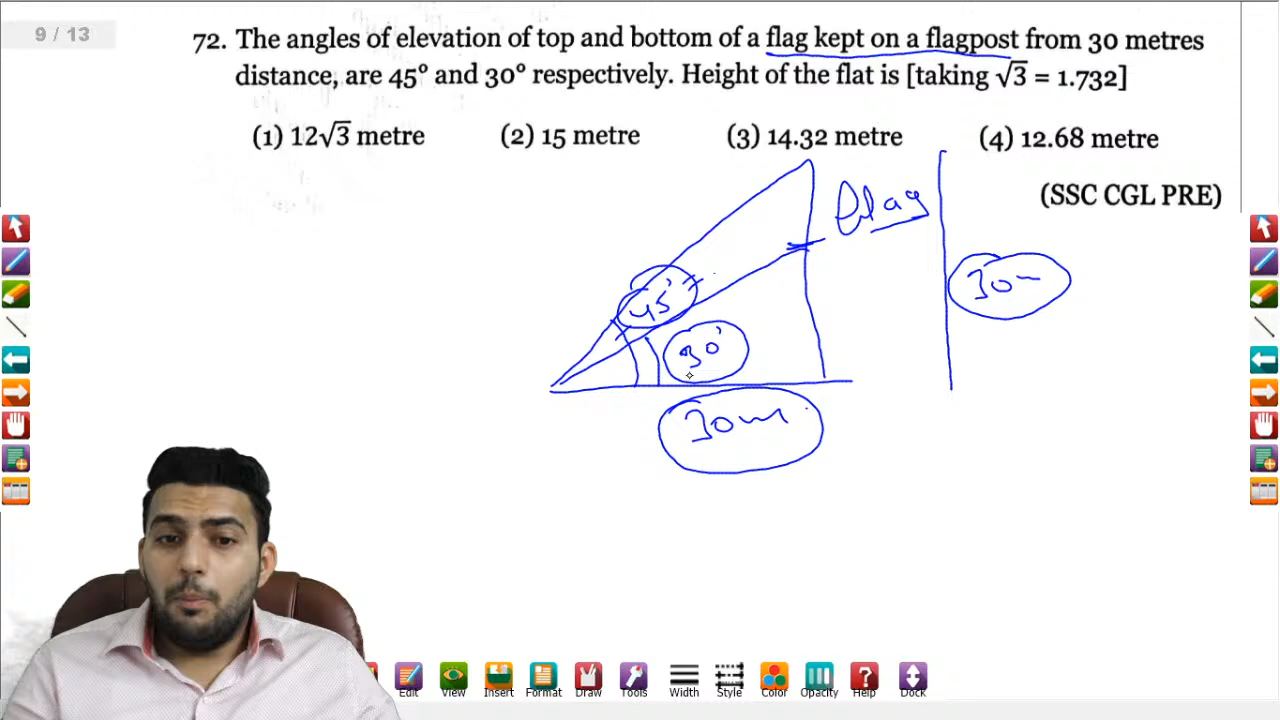 9 / 13
72. The angles of elevation of top and bottom of a flag kept on a flagpost from 30 metres
distance, are 45° and 30° respectively. Height of the flat is [taking √3 = 1.732]
(1) 12√3 metre (2) 15 metre (3) 14.32 metre (4) 12.68 metre
(SSC CGL PRE)
flag
45°
30°
30m
30m
Edit View Insert Format Draw Tools Width Style Color Opacity Help Dock